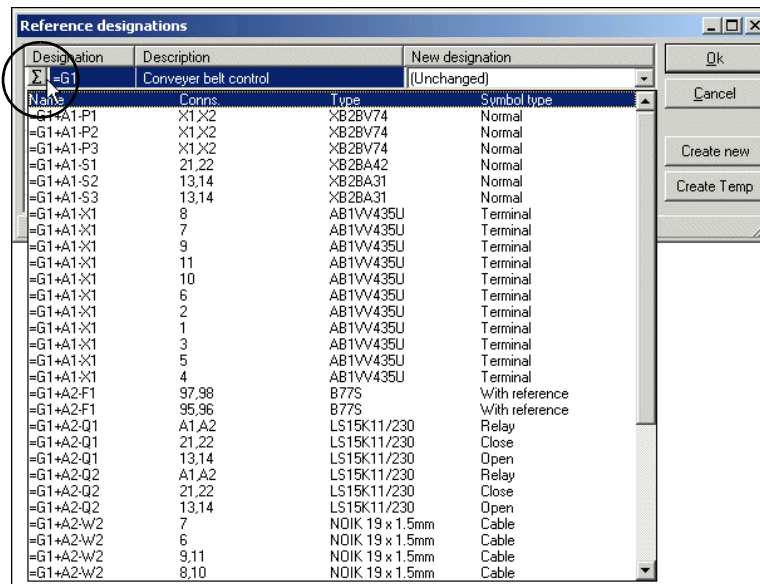 Reference designations
Designation Description New designation Ok
Σ =G1 Conveyer belt control (Unchanged)
Cancel
Name Conns. Type Symbol type
=G1+A1-P1 X1,X2 XB2BV74 Normal
=G1+A1-P2 X1,X2 XB2BV74 Normal
=G1+A1-P3 X1,X2 XB2BV74 Normal
Create new
=G1+A1-S1 21,22 XB2BA42 Normal
=G1+A1-S2 13,14 XB2BA31 Normal
Create Temp
=G1+A1-S3 13,14 XB2BA31 Normal
=G1+A1-X1 8 AB1VV435U Terminal
=G1+A1-X1 7 AB1VV435U Terminal
=G1+A1-X1 9 AB1VV435U Terminal
=G1+A1-X1 11 AB1VV435U Terminal
=G1+A1-X1 10 AB1VV435U Terminal
=G1+A1-X1 6 AB1VV435U Terminal
=G1+A1-X1 2 AB1VV435U Terminal
=G1+A1-X1 1 AB1VV435U Terminal
=G1+A1-X1 3 AB1VV435U Terminal
=G1+A1-X1 5 AB1VV435U Terminal
=G1+A1-X1 4 AB1VV435U Terminal
=G1+A2-F1 97,98 B77S With reference
=G1+A2-F1 95,96 B77S With reference
=G1+A2-Q1 A1,A2 LS15K11/230 Relay
=G1+A2-Q1 21,22 LS15K11/230 Close
=G1+A2-Q1 13,14 LS15K11/230 Open
=G1+A2-Q2 A1,A2 LS15K11/230 Relay
=G1+A2-Q2 21,22 LS15K11/230 Close
=G1+A2-Q2 13,14 LS15K11/230 Open
=G1+A2-W2 7 NOIK 19 x 1.5mm Cable
=G1+A2-W2 6 NOIK 19 x 1.5mm Cable
=G1+A2-W2 9,11 NOIK 19 x 1.5mm Cable
=G1+A2-W2 8,10 NOIK 19 x 1.5mm Cable